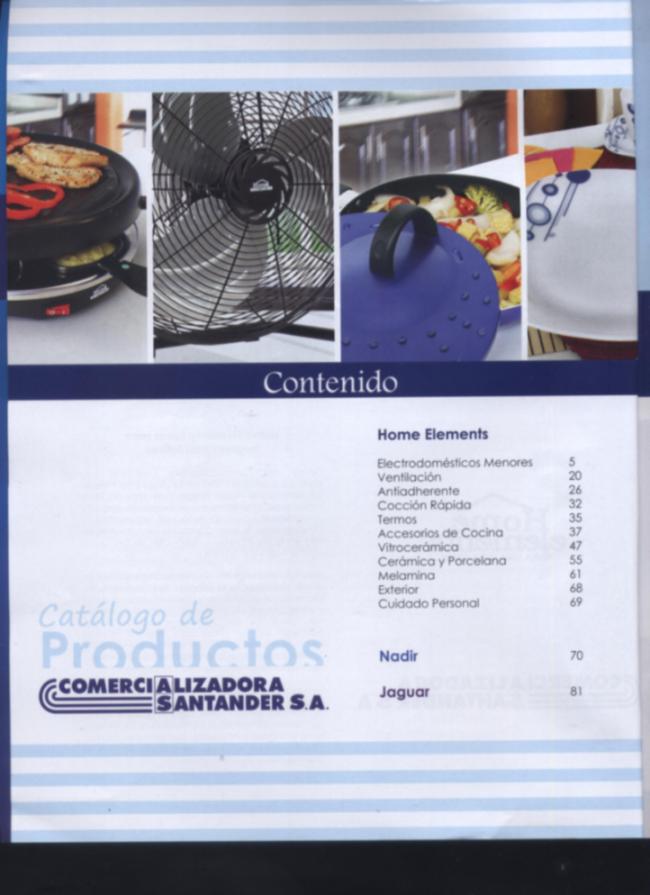 Contenido
Home Elements
Electrodomésticos Menores 5
Ventilación 20
Antiadherente 26
Cocción Rápida 32
Termos 35
Accesorios de Cocina 37
Vitrocerámica 47
Cerámica y Porcelana 55
Melamina 61
Exterior 68
Cuidado Personal 69
Catálogo de
Productos
Nadir 70
COMERCIALIZADORA
SANTANDER S.A.
Jaguar 81